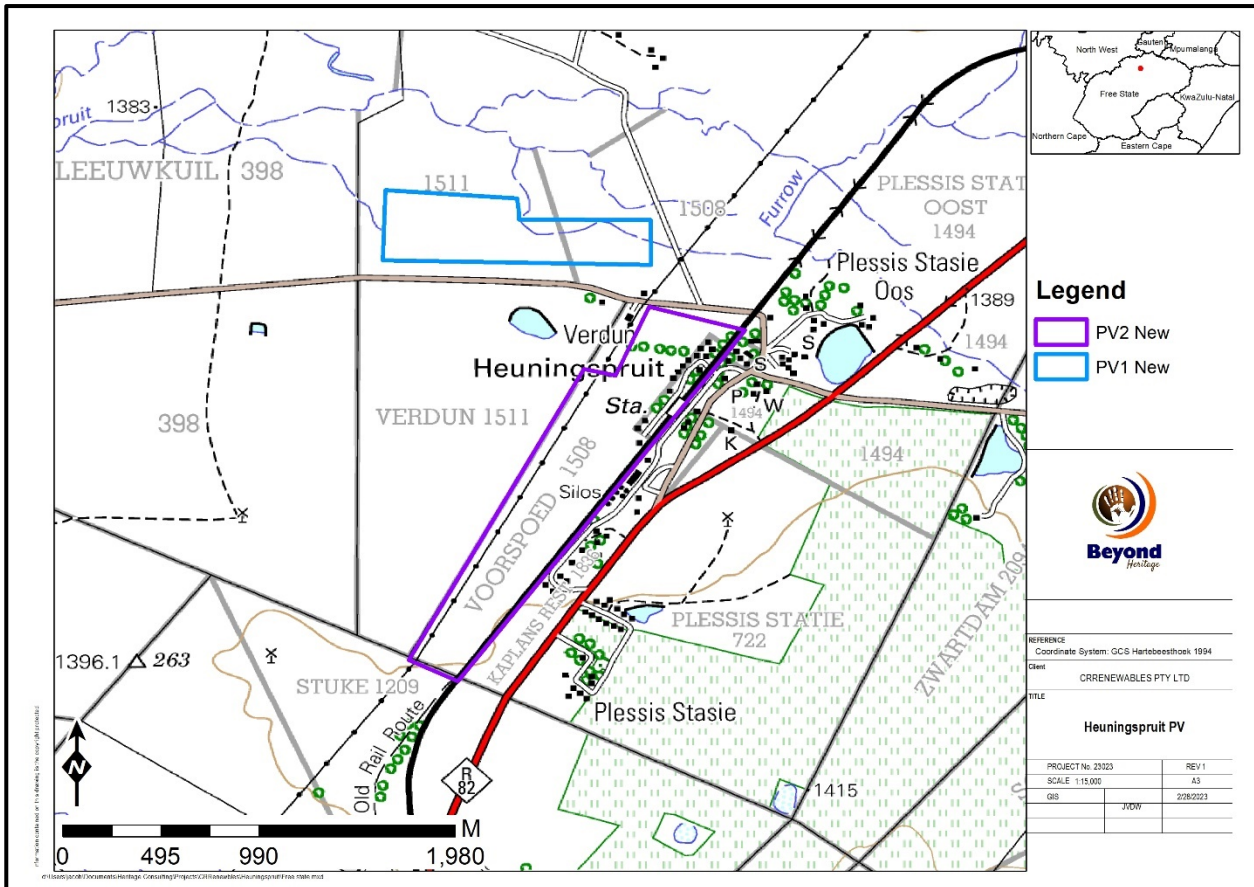 1383
pruit
LEEUWKUIL 398
1511
1508
Furrow
PLESSIS STAT
OOST
1494
Plessis Stasie
Oos
1389
1494
Verdun
Heuningspruit
S
S
Sta.
P
W
1494
K
398
VERDUN 1511
1494
VOORSPOED 1508
Silos
KAPLANS REST 1836
PLESSIS STATIE
722
ZWARTDAM 209
1396.1 263
STUKE 1209
Plessis Stasie
Old Rail Route
R
82
1415
N
M
0 495 990 1,980
North West
Gauteng
Mpumalanga
Free State
KwaZulu-Natal
Northern Cape
Eastern Cape
Legend
PV2 New
PV1 New
Beyond
Heritage
REFERENCE
Coordinate System: GCS Hartebeesthoek 1994
Client
CRRENEWABLES PTY LTD
TITLE
Heuningspruit PV
PROJECT No. 23023 REV 1
SCALE 1:15,000 A3
GIS 2/28/2023
JVDW